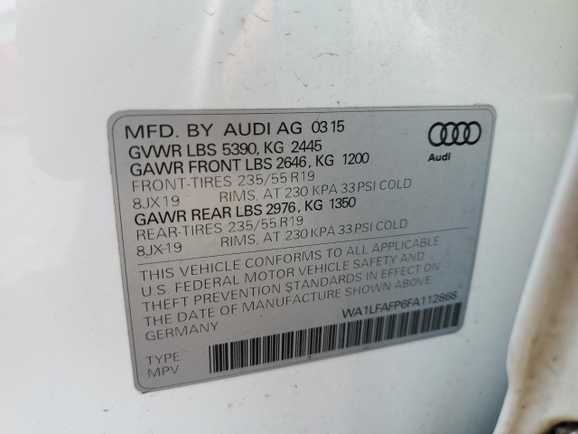 MFD. BY AUDI AG 03 15
GVWR LBS 5390, KG 2445
GAWR FRONT LBS 2646, KG 1200
FRONT-TIRES 235/55 R19
8JX19 RIMS, AT 230 KPA 33 PSI COLD
GAWR REAR LBS 2976, KG 1350
REAR-TIRES 235/55 R19
8JX-19 RIMS, AT 230 KPA 33 PSI COLD
THIS VEHICLE CONFORMS TO ALL APPLICABLE
U.S. FEDERAL MOTOR VEHICLE SAFETY AND
THEFT PREVENTION STANDARDS IN EFFECT ON
THE DATE OF MANUFACTURE SHOWN ABOVE.
GERMANY
WA1LFAFP6FA112868
TYPE
MPV
Audi